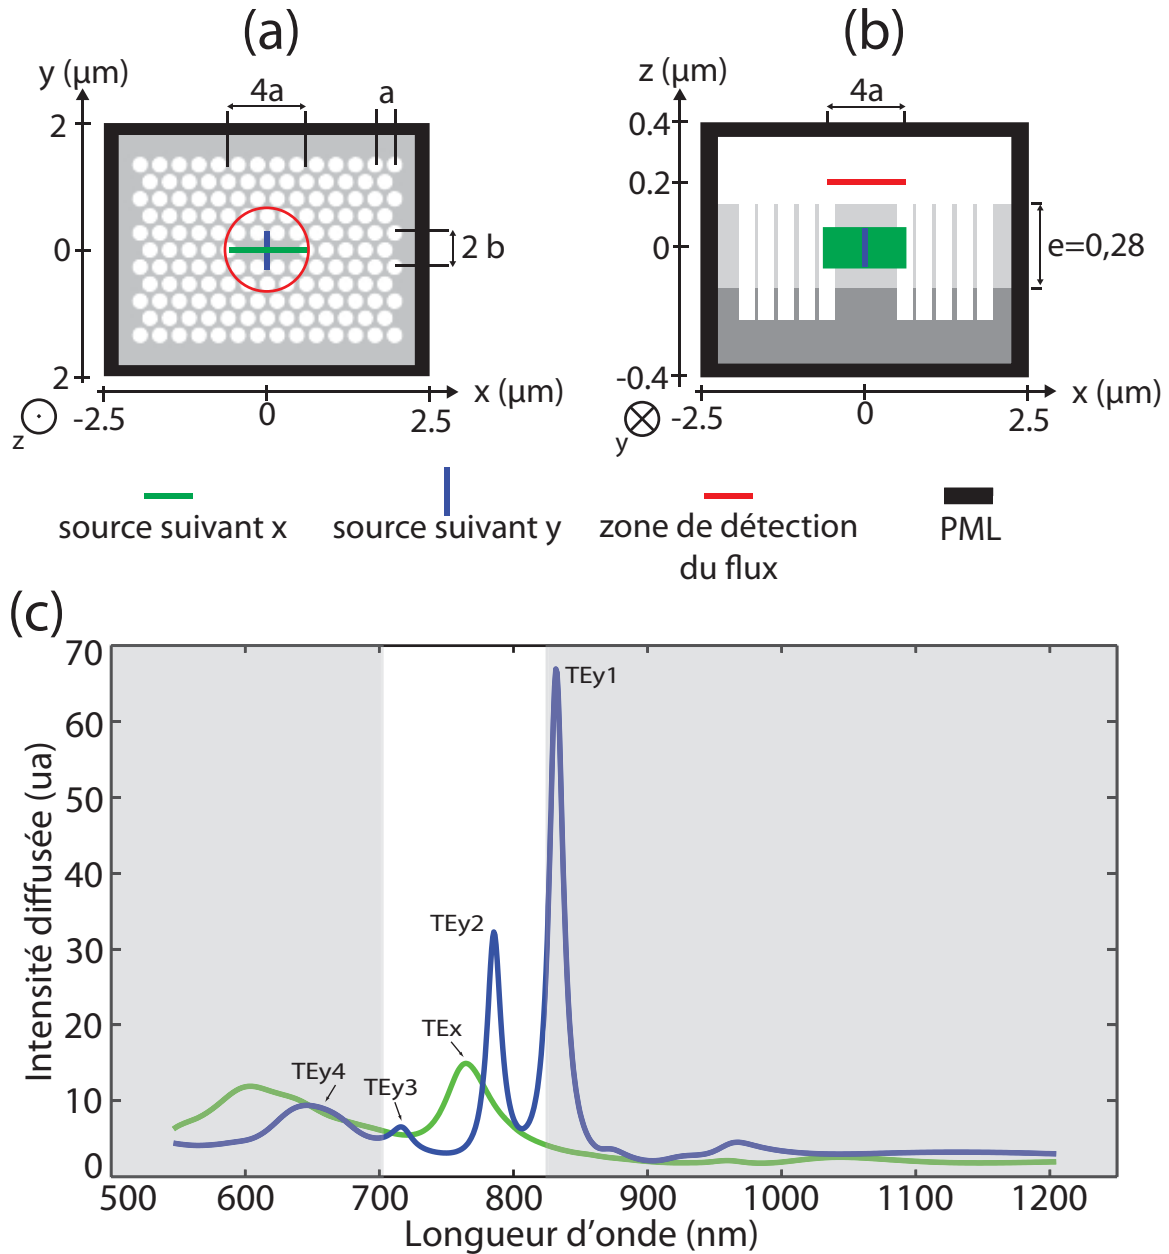 (a)
(b)
y (μm)
z (μm)
4a
a
4a
2
0
2
2 b
0.4
0.2
0
-0.4
e=0,28
x (μm)
x (μm)
z
-2.5
0
2.5
y
-2.5
0
2.5
source suivant x
source suivant y
zone de détection
du flux
PML
(c)
Intensité diffusée (ua)
70
60
50
40
30
20
10
0
TEy1
TEy2
TEx
TEy4
TEy3
500 600 700 800 900 1000 1100 1200
Longueur d'onde (nm)